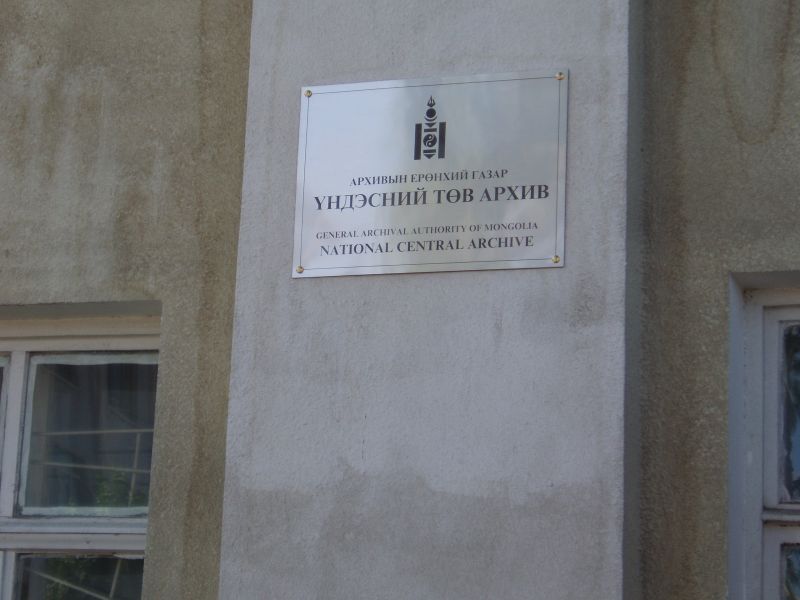 АРХИВЫН ЕРӨНХИЙ ГАЗАР
ҮНДЭСНИЙ ТӨВ АРХИВ
GENERAL ARCHIVAL AUTHORITY OF MONGOLIA
NATIONAL CENTRAL ARCHIVE